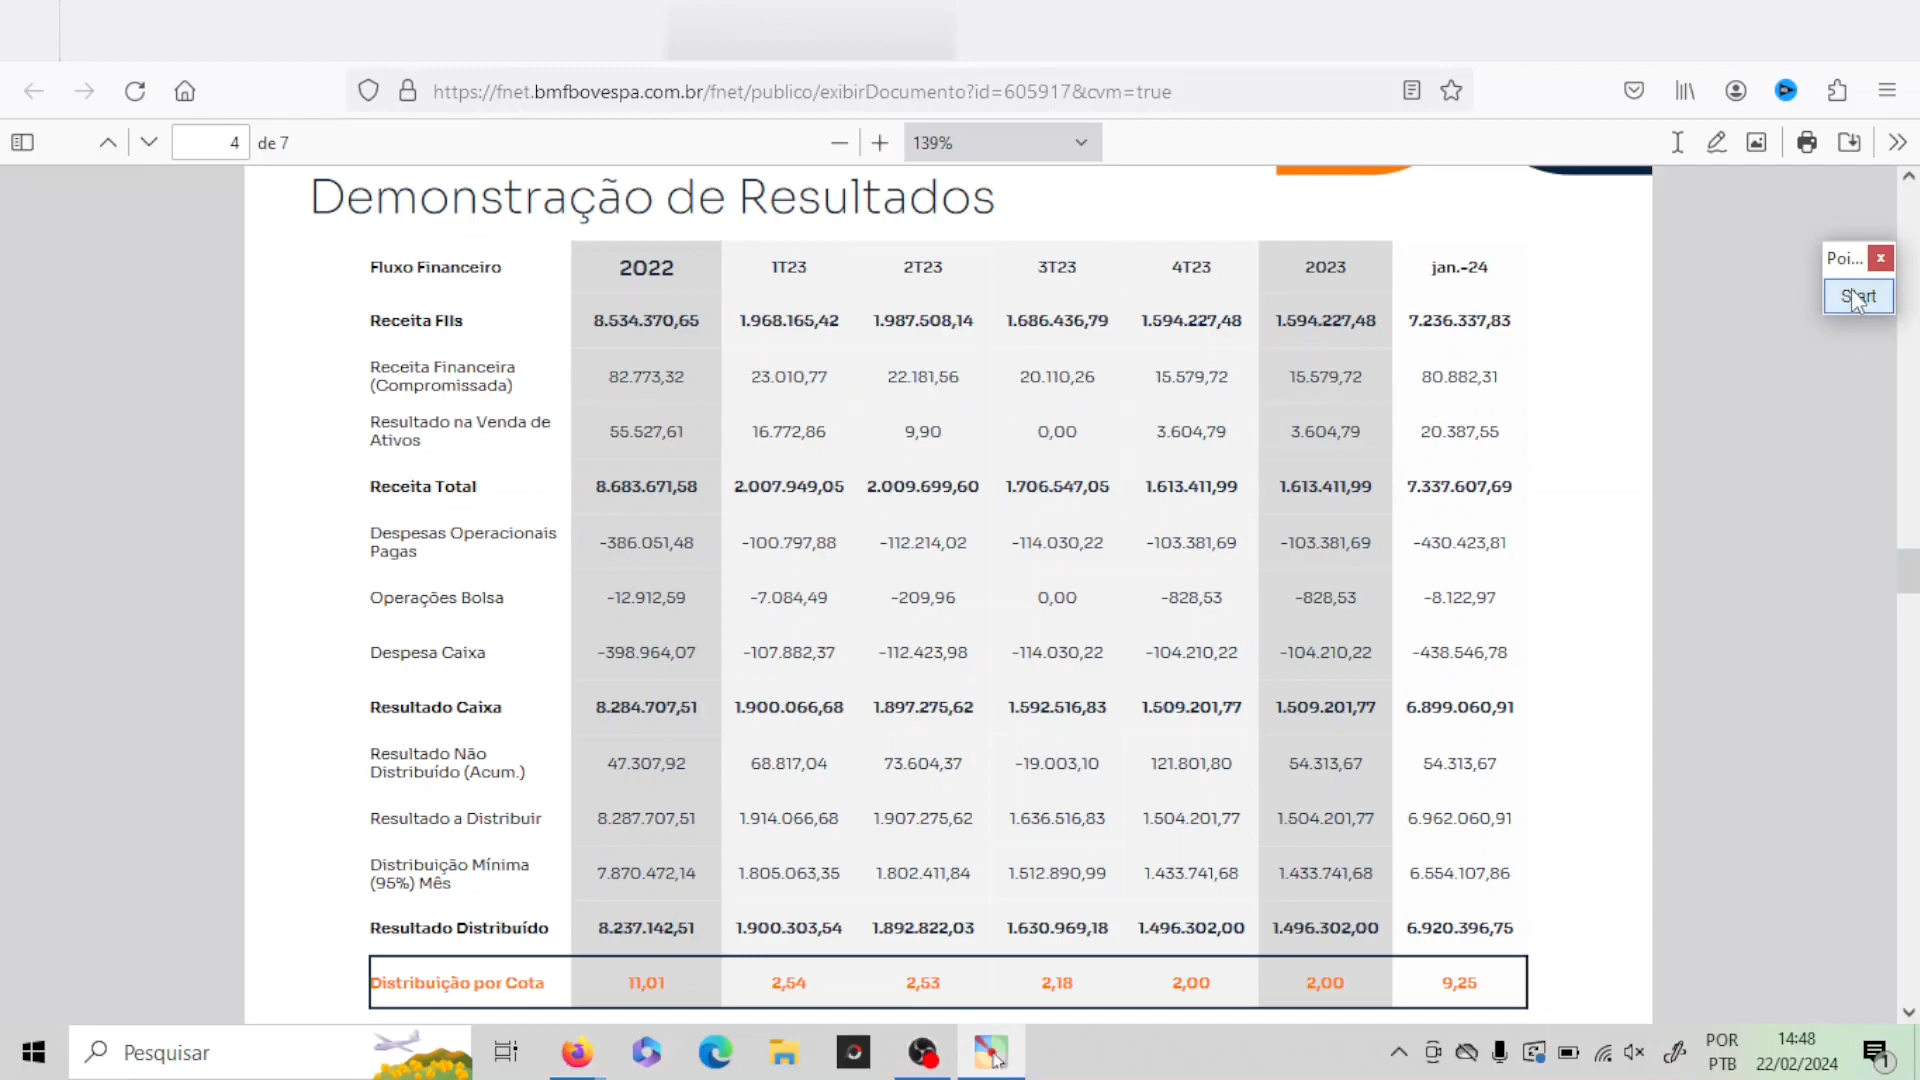 https://fnet.bmfbovespa.com.br/fnet/publico/exibirDocumento?id=605917&cvm=true
4 de 7
139%
Demonstração de Resultados
Poi... x
Fluxo Financeiro 2022 1T23 2T23 3T23 4T23 2023 jan.-24
Receita FIIs 8.534.370,65 1.968.165,42 1.987.508,14 1.686.436,79 1.594.227,48 1.594.227,48 7.236.337,83
Start
Receita Financeira
(Compromissada) 82.773,32 23.010,77 22.181,56 20.110,26 15.579,72 15.579,72 80.882,31
Resultado na Venda de
Ativos 55.527,61 16.772,86 9,90 0,00 3.604,79 3.604,79 20.387,55
Receita Total 8.683.671,58 2.007.949,05 2.009.699,60 1.706.547,05 1.613.411,99 1.613.411,99 7.337.607,69
Despesas Operacionais
Pagas -386.051,48 -100.797,88 -112.214,02 -114.030,22 -103.381,69 -103.381,69 -430.423,81
Operações Bolsa -12.912,59 -7.084,49 -209,96 0,00 -828,53 -828,53 -8.122,97
Despesa Caixa -398.964,07 -107.882,37 -112.423,98 -114.030,22 -104.210,22 -104.210,22 -438.546,78
Resultado Caixa 8.284.707,51 1.900.066,68 1.897.275,62 1.592.516,83 1.509.201,77 1.509.201,77 6.899.060,91
Resultado Não
Distribuído (Acum.) 47.307,92 68.817,04 73.604,37 -19.003,10 121.801,80 54.313,67 54.313,67
Resultado a Distribuir 8.287.707,51 1.914.066,68 1.907.275,62 1.636.516,83 1.504.201,77 1.504.201,77 6.962.060,91
Distribuição Mínima
(95%) Mês 7.870.472,14 1.805.063,35 1.802.411,84 1.512.890,99 1.433.741,68 1.433.741,68 6.554.107,86
Resultado Distribuído 8.237.142,51 1.900.303,54 1.892.822,03 1.630.969,18 1.496.302,00 1.496.302,00 6.920.396,75
Distribuição por Cota 11,01 2,54 2,53 2,18 2,00 2,00 9,25
Pesquisar
POR
PTB
14:48
22/02/2024
1